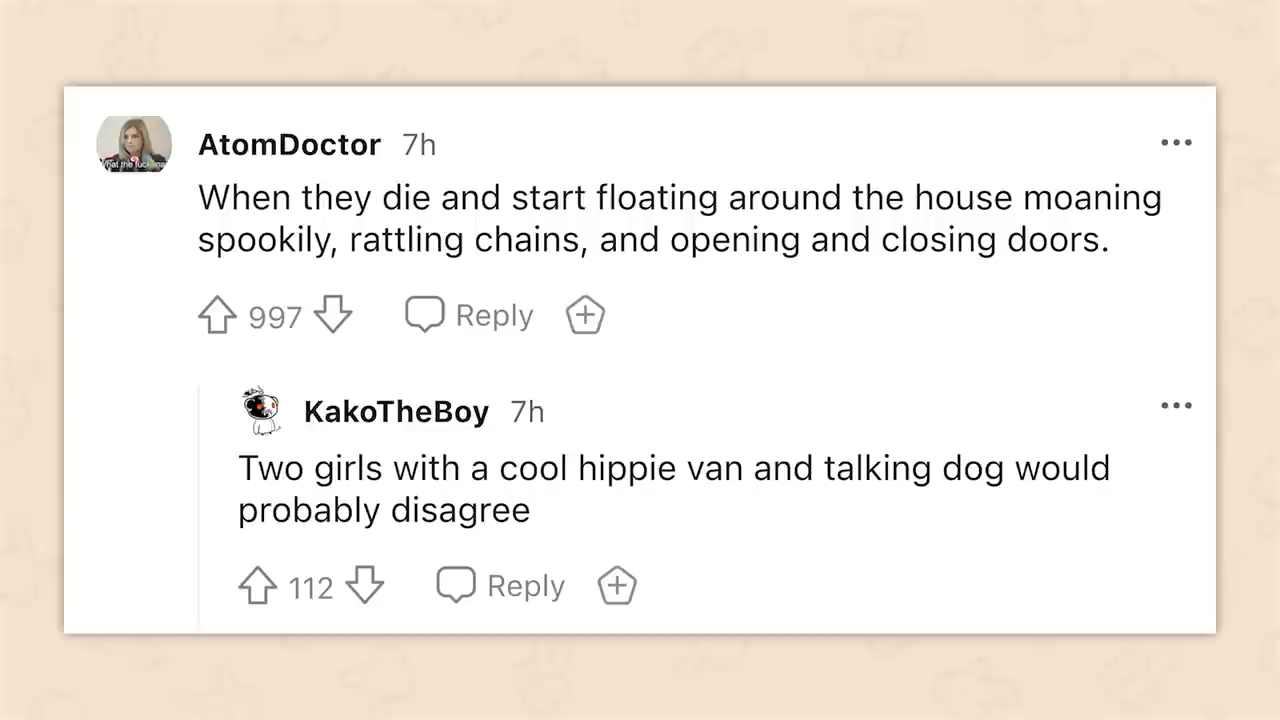 AtomDoctor 7h
When they die and start floating around the house moaning
spookily, rattling chains, and opening and closing doors.
997 Reply
KakoTheBoy 7h
Two girls with a cool hippie van and talking dog would
probably disagree
112 Reply